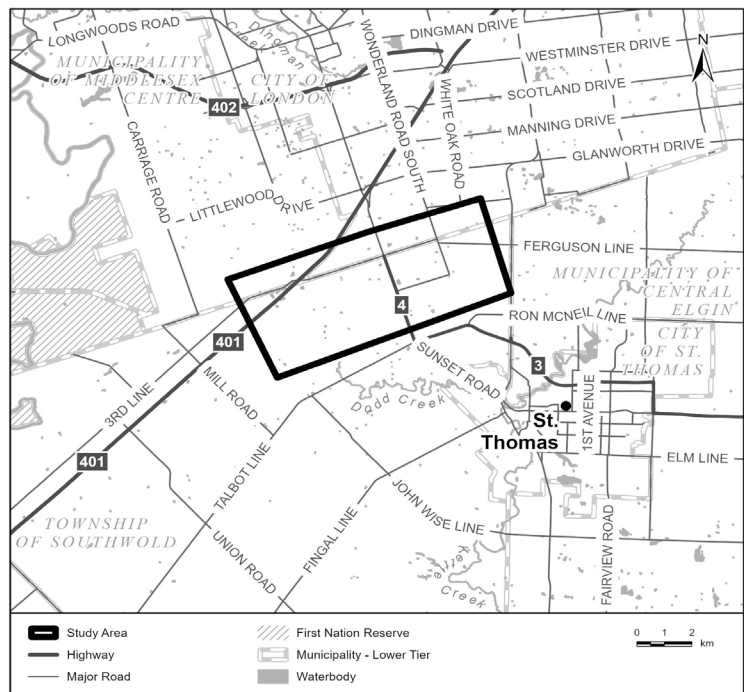 LONGWOODS ROAD
Dingman
Creek
WONDERLAND ROAD SOUTH
DINGMAN DRIVE
N
MUNICIPALITY
OF MIDDLESEX
CENTRE
CITY OF
LONDON
402
WHITE OAK ROAD
WESTMINSTER DRIVE
SCOTLAND DRIVE
MANNING DRIVE
GLANWORTH DRIVE
CARRIAGE ROAD
LITTLEWOOD DRIVE
FERGUSON LINE
MUNICIPALITY OF
CENTRAL
ELGIN
4
RON MCNEIL LINE
CITY
OF ST.
THOMAS
401
3RD LINE
MILL ROAD
SUNSET ROAD
3
Dodd Creek
1ST AVENUE
St.
Thomas
401
TALBOT LINE
ELM LINE
JOHN WISE LINE
TOWNSHIP
OF SOUTHWOLD
UNION ROAD
FINGAL LINE
Kettle
Creek
FAIRVIEW ROAD
Study Area
Highway
Major Road
First Nation Reserve
Municipality - Lower Tier
Waterbody
0 1 2
km